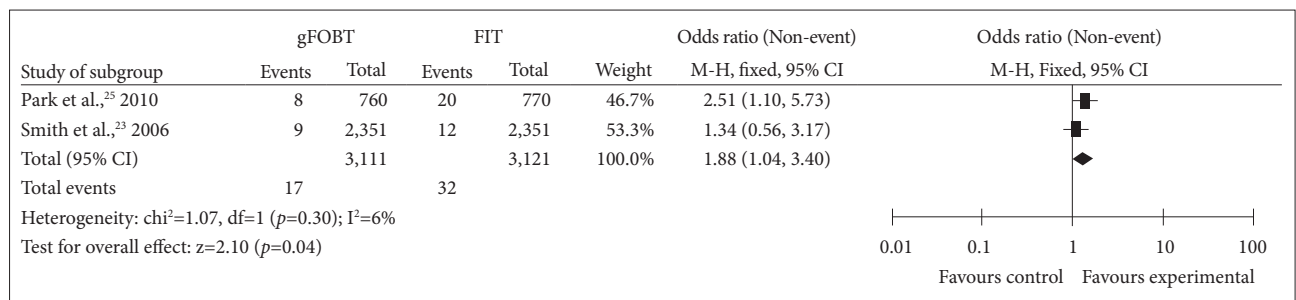 gFOBT FIT Odds ratio (Non-event) Odds ratio (Non-event)
Study of subgroup Events Total Events Total Weight M-H, fixed, 95% CI M-H, Fixed, 95% CI
Park et al.,²⁵ 2010 8 760 20 770 46.7% 2.51 (1.10, 5.73)
Smith et al.,²³ 2006 9 2,351 12 2,351 53.3% 1.34 (0.56, 3.17)
Total (95% CI) 3,111 3,121 100.0% 1.88 (1.04, 3.40)
Total events 17 32
Heterogeneity: chi²=1.07, df=1 (p=0.30); I²=6%
Test for overall effect: z=2.10 (p=0.04)
0.01 0.1 1 10 100
Favours control Favours experimental